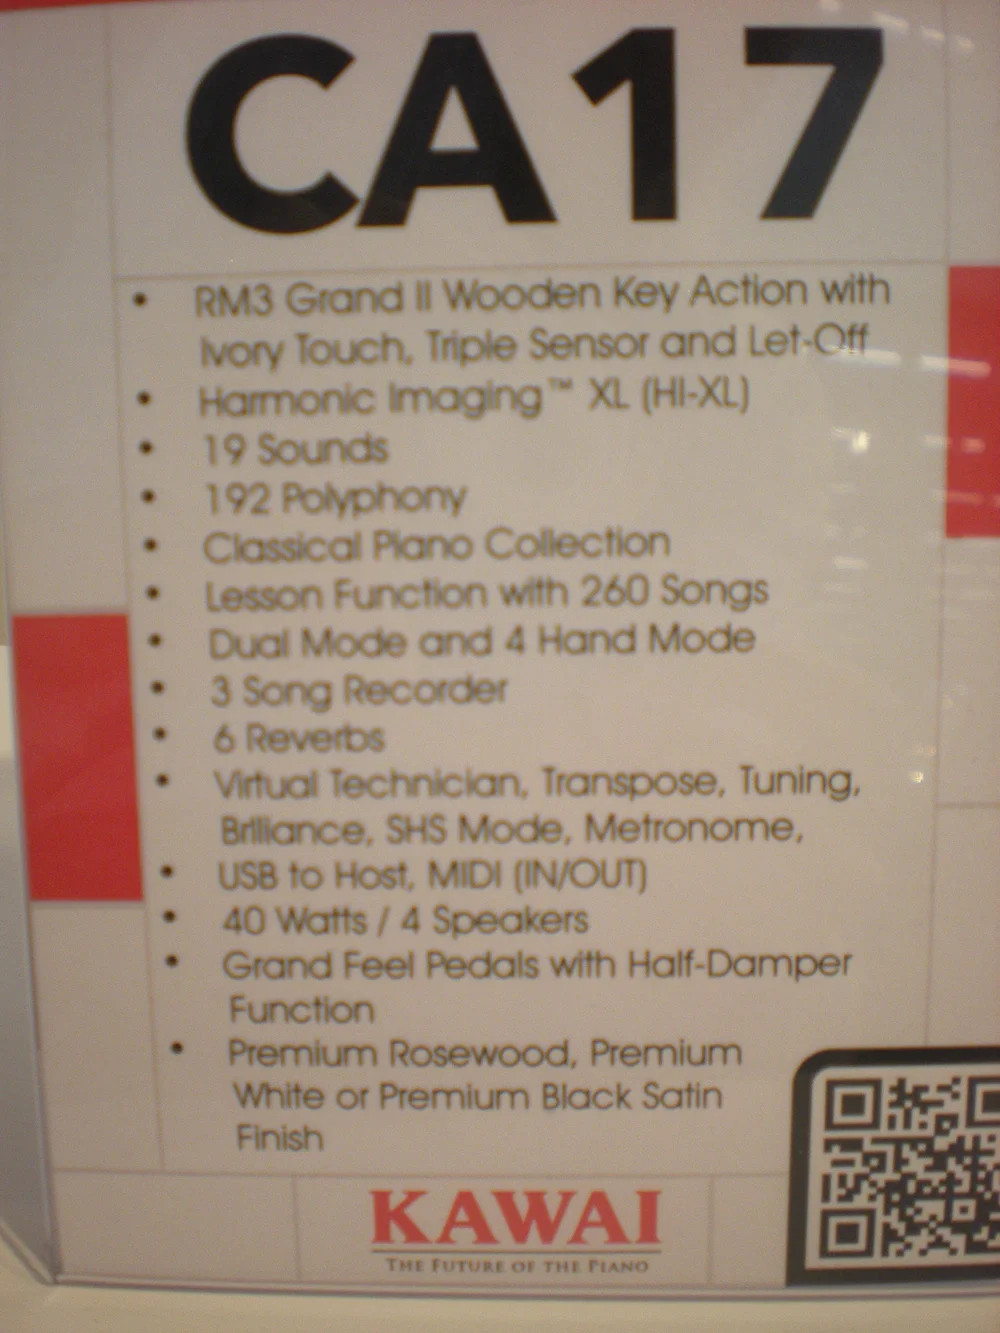 CA17
• RM3 Grand II Wooden Key Action with
Ivory Touch, Triple Sensor and Let-Off
• Harmonic Imaging™ XL (HI-XL)
• 19 Sounds
• 192 Polyphony
• Classical Piano Collection
• Lesson Function with 260 Songs
• Dual Mode and 4 Hand Mode
• 3 Song Recorder
• 6 Reverbs
• Virtual Technician, Transpose, Tuning,
Brilliance, SHS Mode, Metronome,
• USB to Host, MIDI (IN/OUT)
• 40 Watts / 4 Speakers
• Grand Feel Pedals with Half-Damper
Function
• Premium Rosewood, Premium
White or Premium Black Satin
Finish
KAWAI
THE FUTURE OF THE PIANO